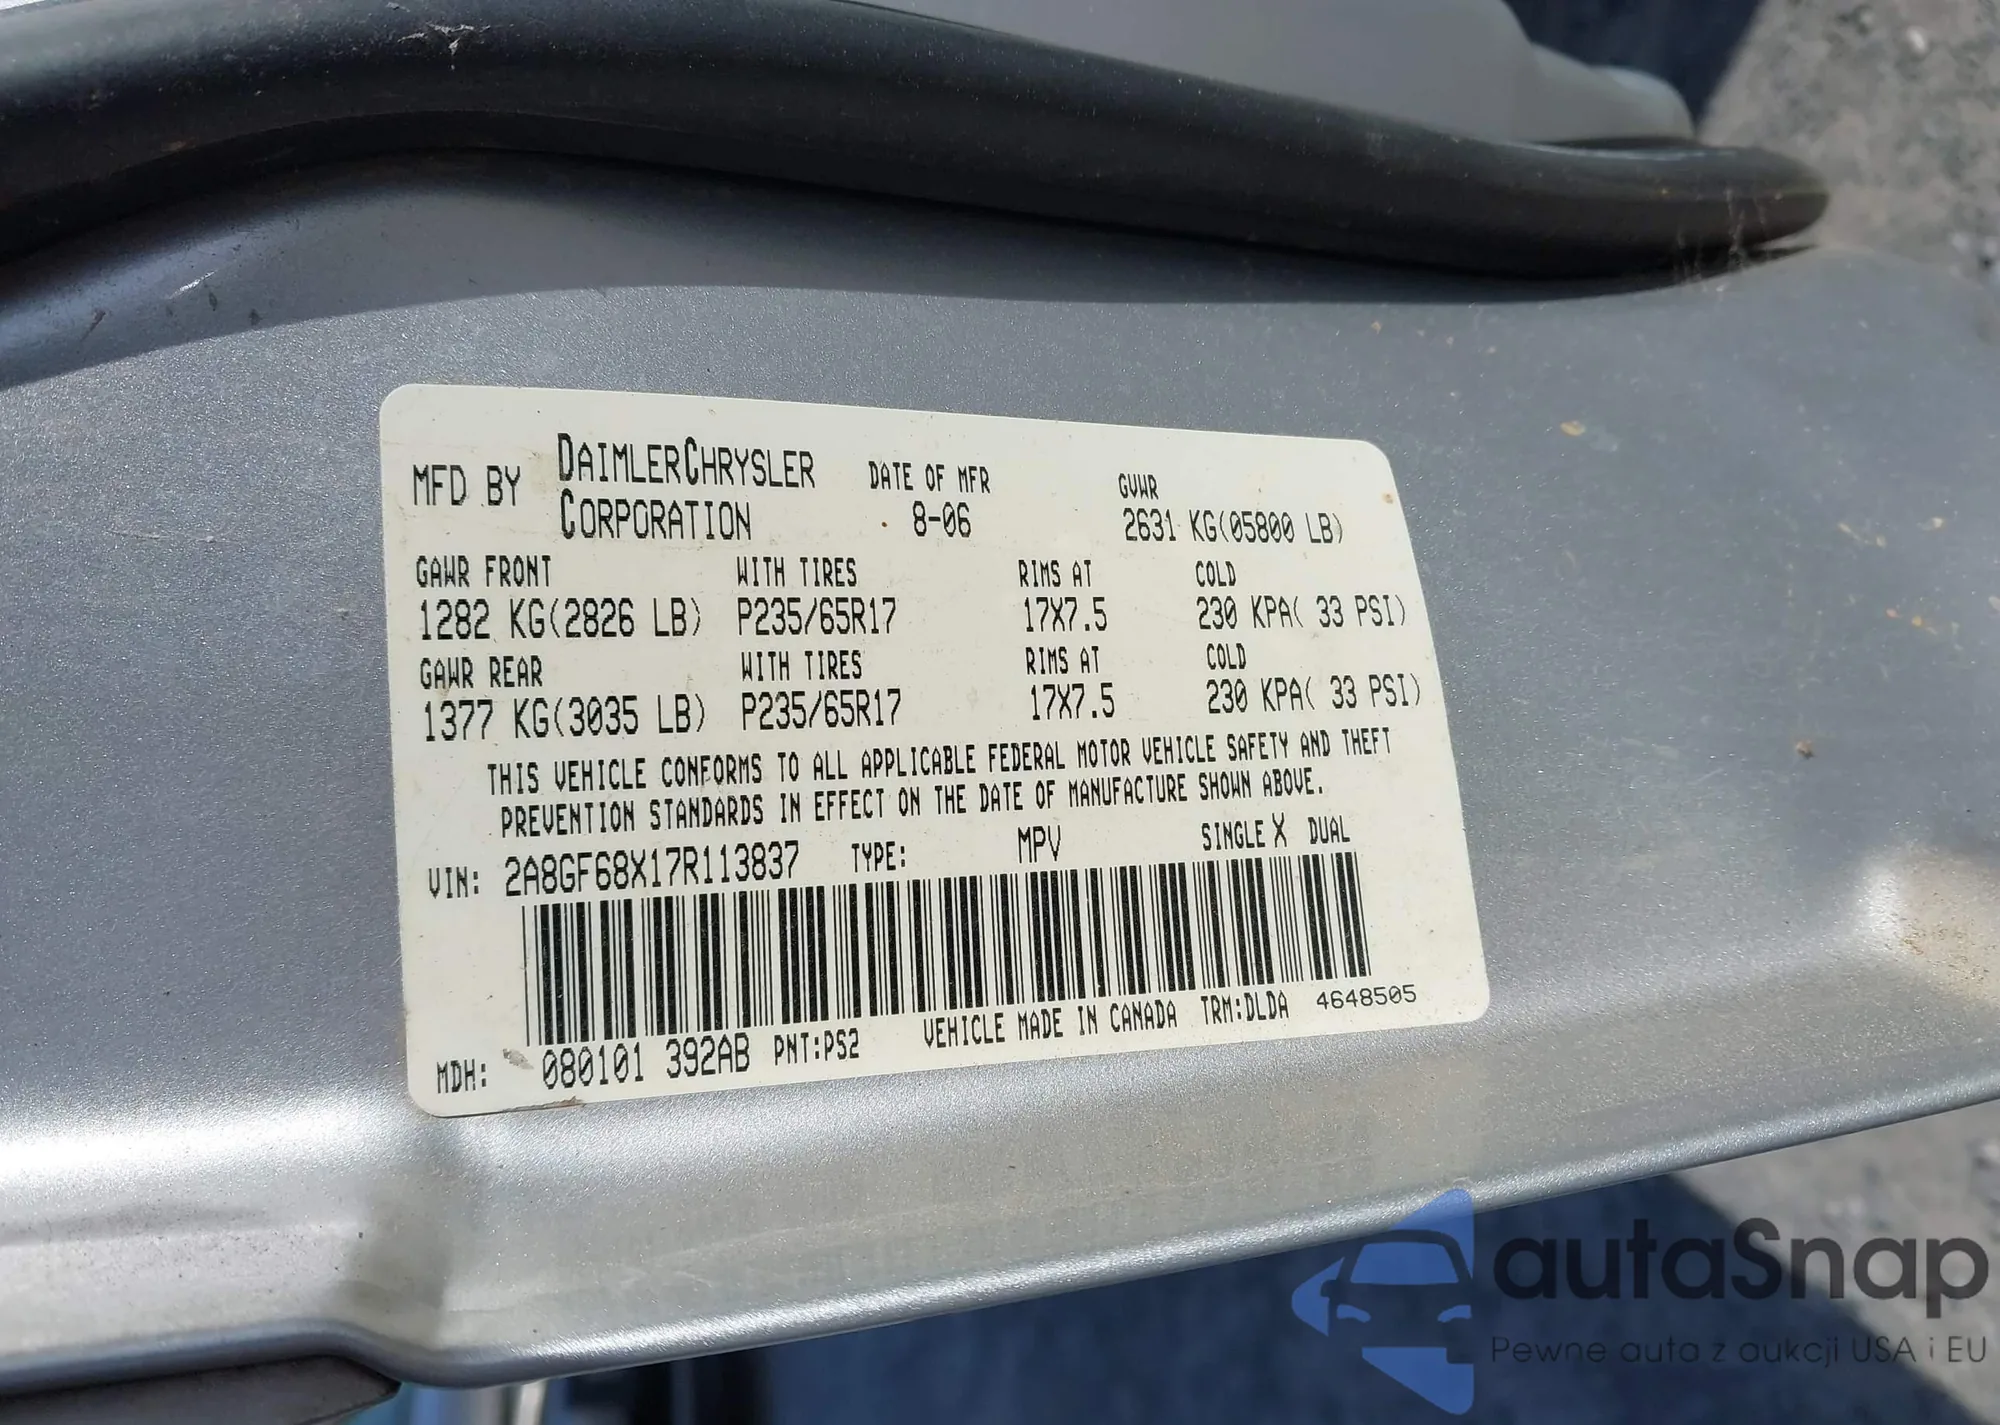 MFD BY DAIMLERCHRYSLER CORPORATION DATE OF MFR 8-06 GVWR 2631 KG(05800 LB)
GAWR FRONT WITH TIRES RIMS AT COLD
1282 KG(2826 LB) P235/65R17 17X7.5 230 KPA( 33 PSI)
GAWR REAR WITH TIRES RIMS AT COLD
1377 KG(3035 LB) P235/65R17 17X7.5 230 KPA( 33 PSI)
THIS VEHICLE CONFORMS TO ALL APPLICABLE FEDERAL MOTOR VEHICLE SAFETY AND THEFT
PREVENTION STANDARDS IN EFFECT ON THE DATE OF MANUFACTURE SHOWN ABOVE.
VIN: 2A8GF68X17R113837 TYPE: MPV SINGLE X DUAL
MDH: 080101 392AB PNT:PS2 VEHICLE MADE IN CANADA TRM:DLDA 4648505
autaSnap
Pewne auta z aukcji USA i EU